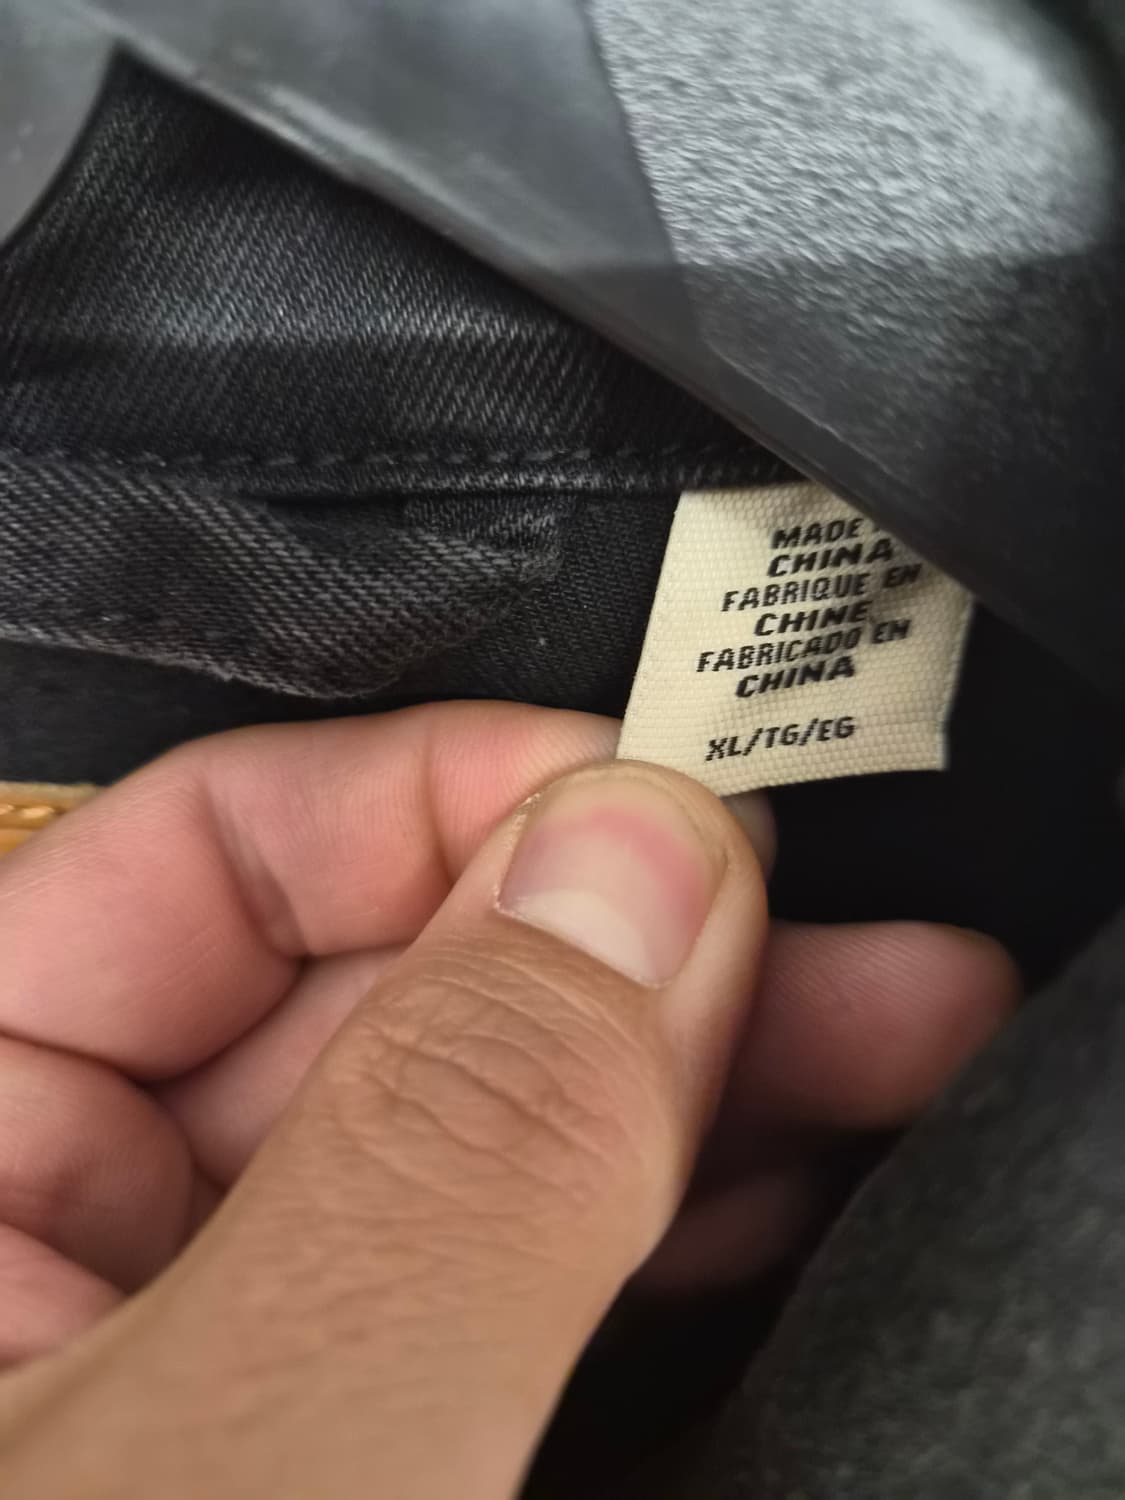 MADE
CHINA
FABRIQUE EN
CHINE
FABRICADO EN
CHINA
XL/TG/EG